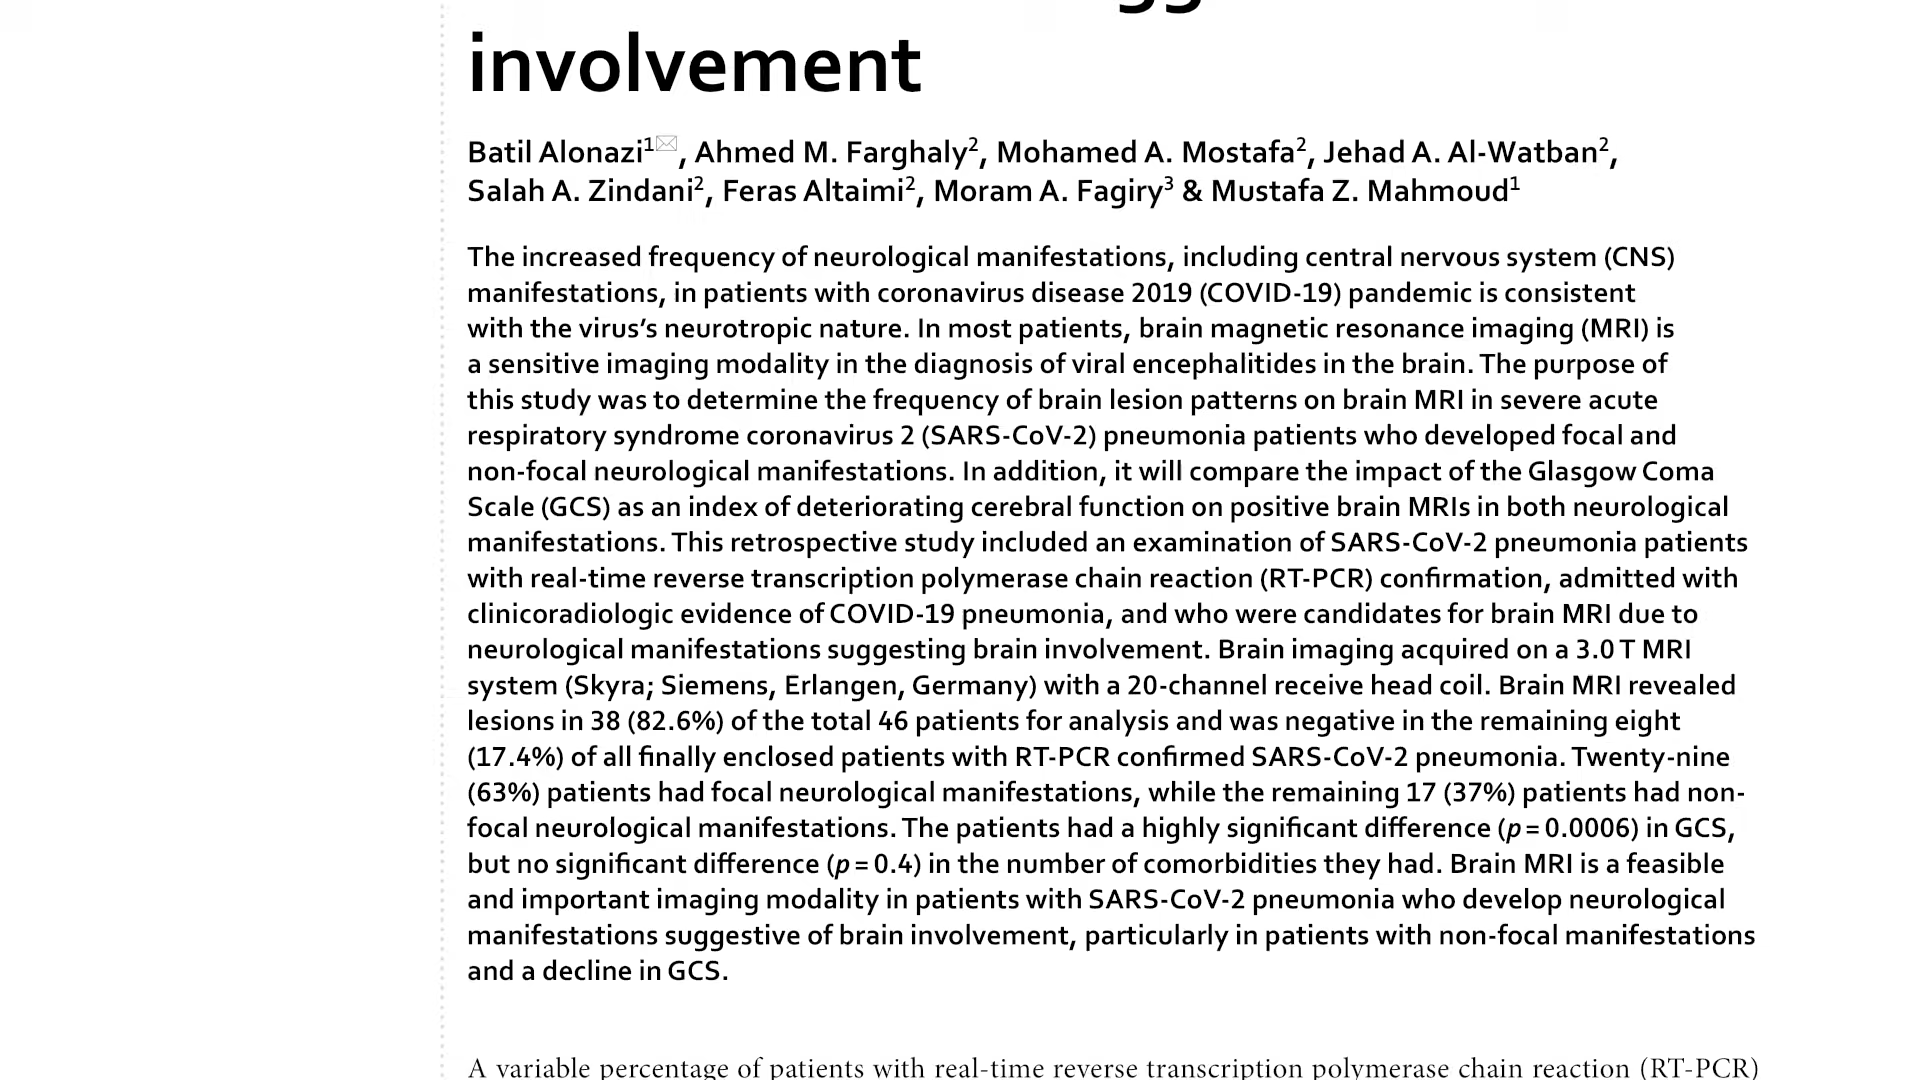 involvement
Batil Alonazi1✉, Ahmed M. Farghaly2, Mohamed A. Mostafa2, Jehad A. Al-Watban2,
Salah A. Zindani2, Feras Altaimi2, Moram A. Fagiry3 & Mustafa Z. Mahmoud1
The increased frequency of neurological manifestations, including central nervous system (CNS)
manifestations, in patients with coronavirus disease 2019 (COVID-19) pandemic is consistent
with the virus’s neurotropic nature. In most patients, brain magnetic resonance imaging (MRI) is
a sensitive imaging modality in the diagnosis of viral encephalitides in the brain. The purpose of
this study was to determine the frequency of brain lesion patterns on brain MRI in severe acute
respiratory syndrome coronavirus 2 (SARS-CoV-2) pneumonia patients who developed focal and
non-focal neurological manifestations. In addition, it will compare the impact of the Glasgow Coma
Scale (GCS) as an index of deteriorating cerebral function on positive brain MRIs in both neurological
manifestations. This retrospective study included an examination of SARS-CoV-2 pneumonia patients
with real-time reverse transcription polymerase chain reaction (RT-PCR) confirmation, admitted with
clinicoradiologic evidence of COVID-19 pneumonia, and who were candidates for brain MRI due to
neurological manifestations suggesting brain involvement. Brain imaging acquired on a 3.0 T MRI
system (Skyra; Siemens, Erlangen, Germany) with a 20-channel receive head coil. Brain MRI revealed
lesions in 38 (82.6%) of the total 46 patients for analysis and was negative in the remaining eight
(17.4%) of all finally enclosed patients with RT-PCR confirmed SARS-CoV-2 pneumonia. Twenty-nine
(63%) patients had focal neurological manifestations, while the remaining 17 (37%) patients had non-
focal neurological manifestations. The patients had a highly significant difference (p = 0.0006) in GCS,
but no significant difference (p = 0.4) in the number of comorbidities they had. Brain MRI is a feasible
and important imaging modality in patients with SARS-CoV-2 pneumonia who develop neurological
manifestations suggestive of brain involvement, particularly in patients with non-focal manifestations
and a decline in GCS.
A variable percentage of patients with real-time reverse transcription polymerase chain reaction (RT-PCR)